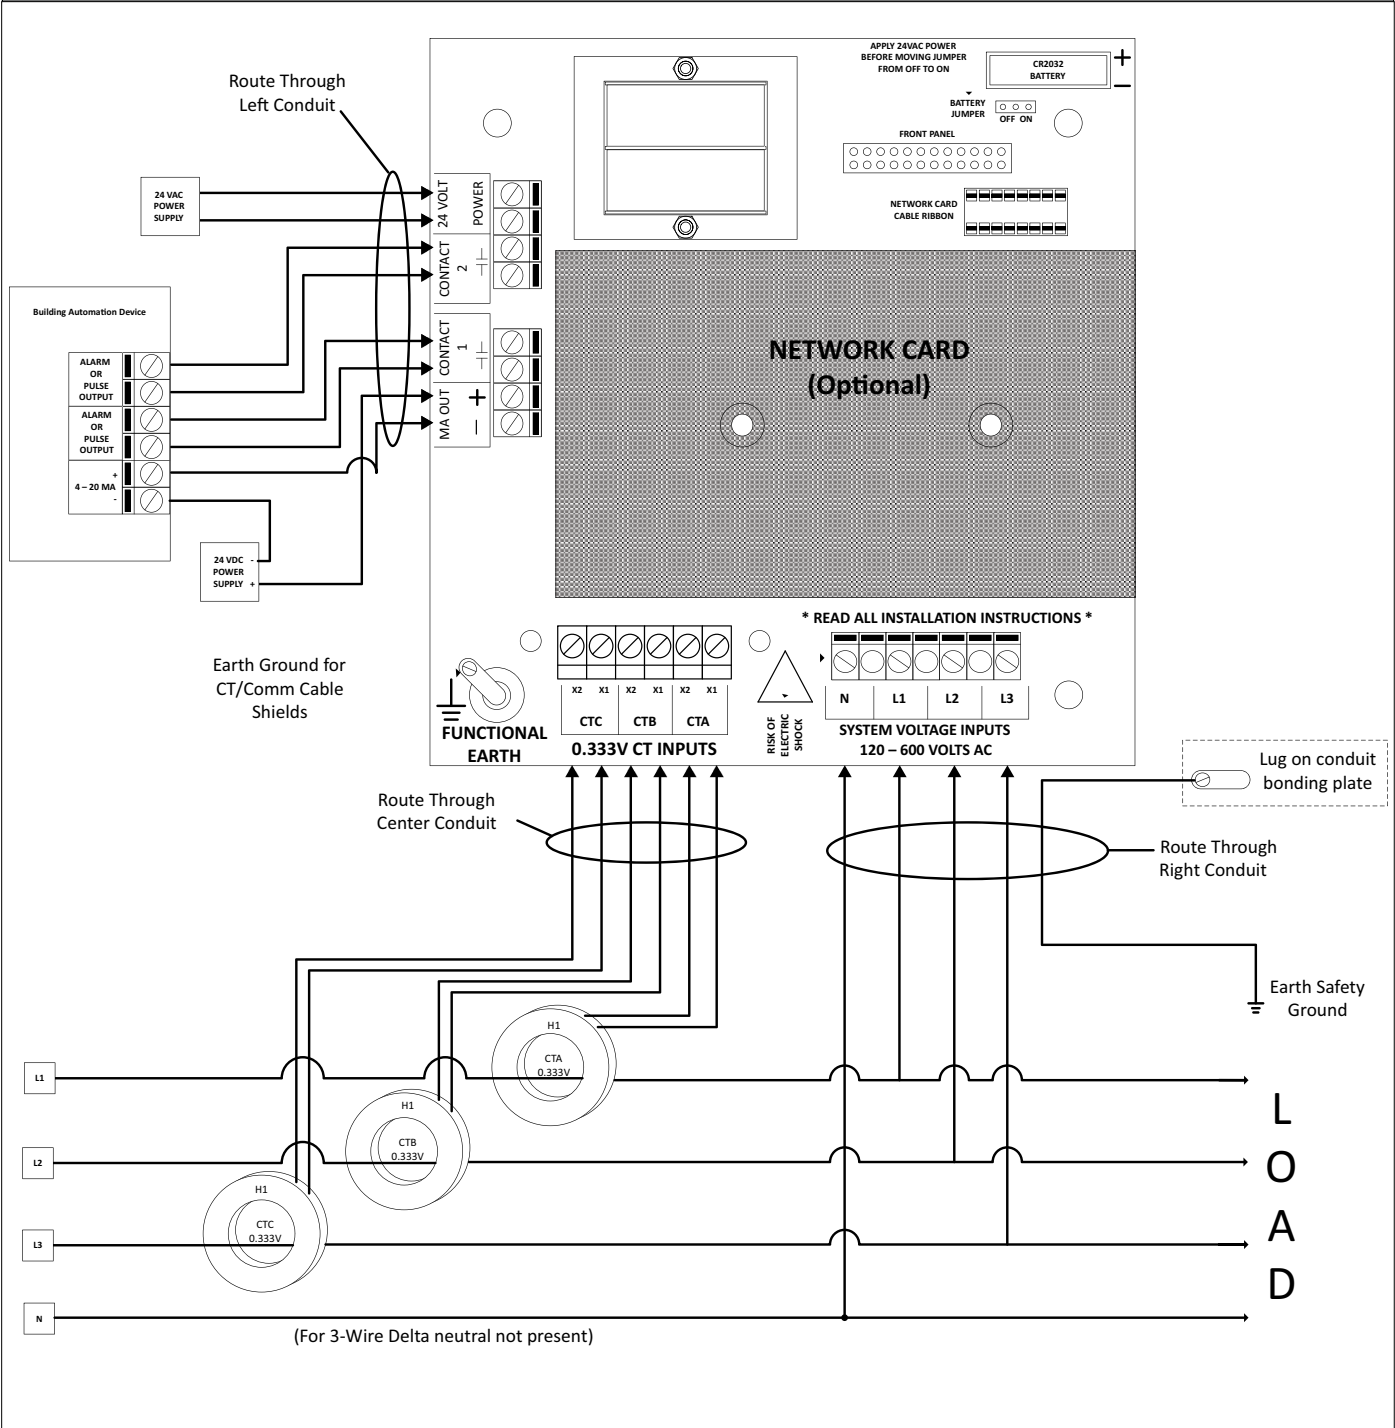 APPLY 24VAC POWER
BEFORE MOVING JUMPER
FROM OFF TO ON
CR2032
BATTERY
+
−
BATTERY
JUMPER
OFF ON
FRONT PANEL
NETWORK CARD
CABLE RIBBON
Route Through
Left Conduit
24 VAC
POWER
SUPPLY
24 VOLT
POWER
CONTACT
2
CONTACT
1
MA OUT
+
−
Building Automation Device
ALARM
OR
PULSE
OUTPUT
ALARM
OR
PULSE
OUTPUT
+
4 – 20 MA
-
24 VDC -
POWER
SUPPLY +
NETWORK CARD
(Optional)
* READ ALL INSTALLATION INSTRUCTIONS *
Earth Ground for
CT/Comm Cable
Shields
FUNCTIONAL
EARTH
X2 X1 X2 X1 X2 X1
CTC CTB CTA
0.333V CT INPUTS
RISK OF
ELECTRIC
SHOCK
N L1 L2 L3
SYSTEM VOLTAGE INPUTS
120 – 600 VOLTS AC
Lug on conduit
bonding plate
Route Through
Center Conduit
Route Through
Right Conduit
Earth Safety
Ground
H1
CTA
0.333V
L1
H1
CTB
0.333V
L2
H1
CTC
0.333V
L3
N
L
O
A
D
(For 3-Wire Delta neutral not present)